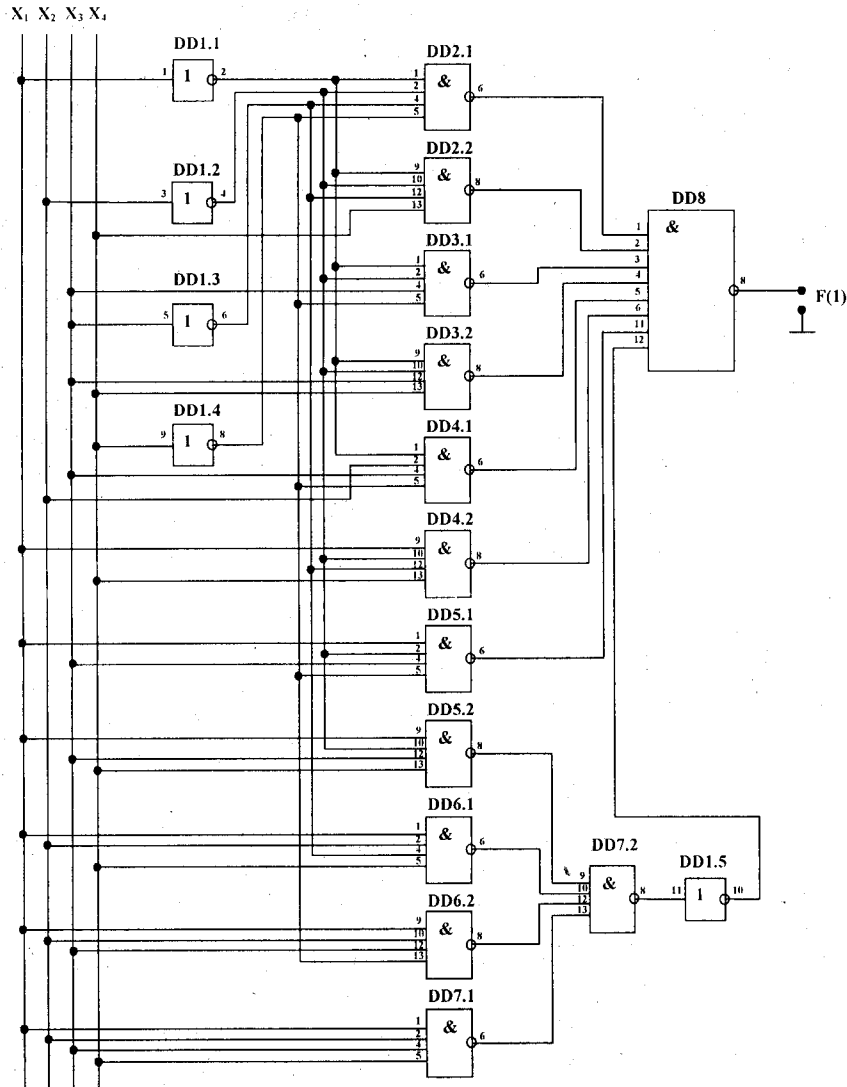 X₁ X₂ X₃ X₄
DD1.1
1 1 2
DD1.2
3 1 4
DD1.3
5 1 6
DD1.4
9 1 8
DD2.1
1 2 4 5 & 6
DD2.2
9 10 12 13 & 8
DD3.1
1 2 4 5 & 6
DD3.2
9 10 12 13 & 8
DD4.1
1 2 4 5 & 6
DD4.2
9 10 12 13 & 8
DD5.1
1 2 4 5 & 6
DD5.2
9 10 12 13 & 8
DD6.1
1 2 4 5 & 6
DD6.2
9 10 12 13 & 8
DD7.1
1 2 4 5 & 6
DD7.2
9 10 12 13 & 8
DD1.5
11 1 10
DD8
1 2 3 4 5 6 11 12 & 8
F(1)